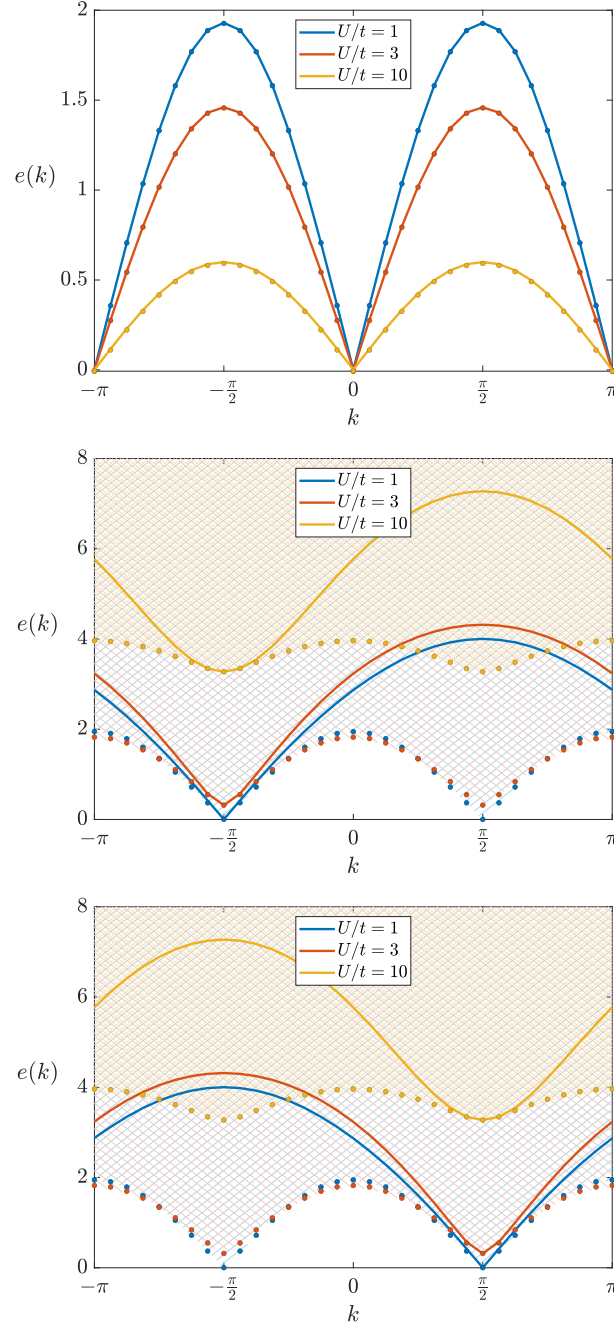 2
1.5
1
0.5
0
e(k)
U/t = 1
U/t = 3
U/t = 10
−π
−π/2
0
π/2
π
k
8
6
4
2
0
e(k)
U/t = 1
U/t = 3
U/t = 10
−π
−π/2
0
π/2
π
k
8
6
4
2
0
e(k)
U/t = 1
U/t = 3
U/t = 10
−π
−π/2
0
π/2
π
k